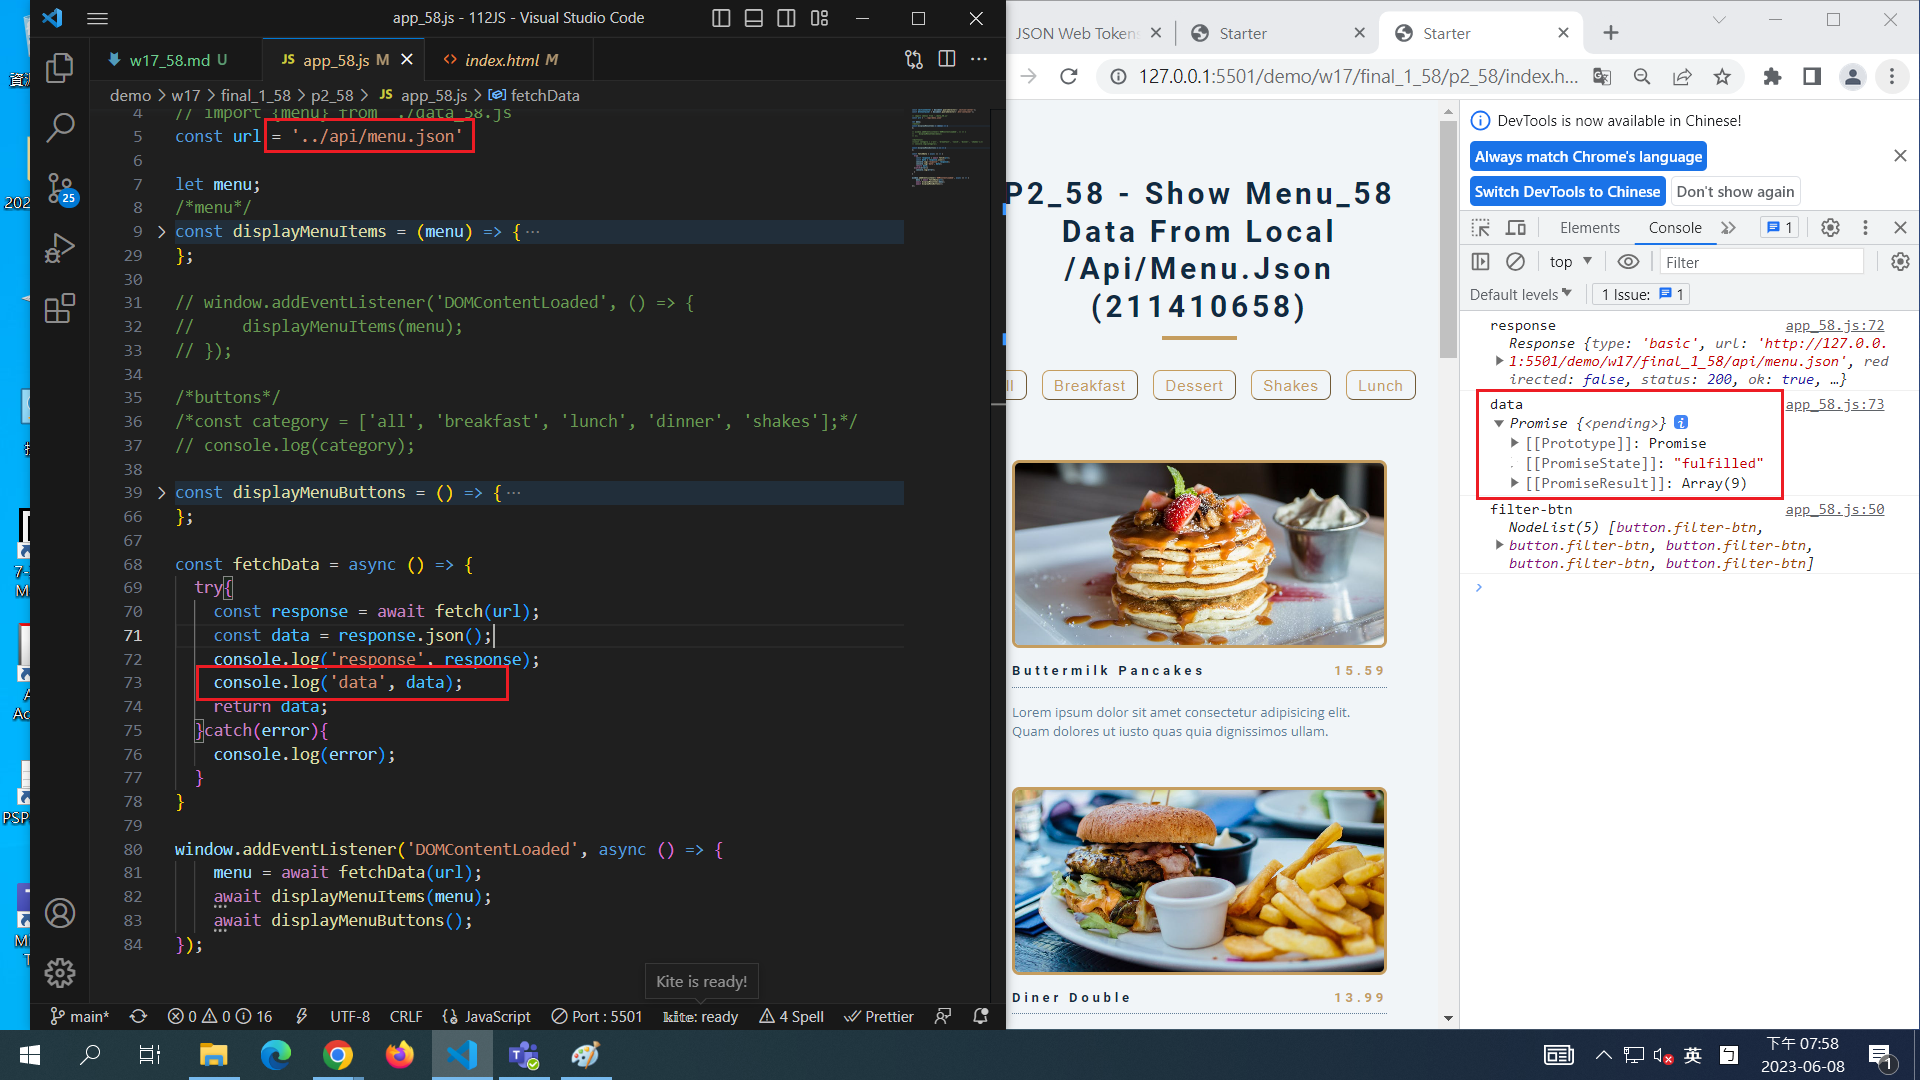 app_58.js - 112JS - Visual Studio Code
w17_58.md U
JS app_58.js M
index.html M
demo > w17 > final_1_58 > p2_58 > JS app_58.js > fetchData
4 // import {menu} from './data_58.js
5 const url = '../api/menu.json'
6
7 let menu;
8 /*menu*/
9 const displayMenuItems = (menu) => {···
29 };
30
31 // window.addEventListener('DOMContentLoaded', () => {
32 //     displayMenuItems(menu);
33 // });
34
35 /*buttons*/
36 /*const category = ['all', 'breakfast', 'lunch', 'dinner', 'shakes'];*/
37 // console.log(category);
38
39 const displayMenuButtons = () => {···
66 };
67
68 const fetchData = async () => {
69 try{
70 const response = await fetch(url);
71 const data = response.json();
72 console.log('response', response);
73 console.log('data', data);
74 return data;
75 }catch(error){
76 console.log(error);
77 }
78 }
79
80 window.addEventListener('DOMContentLoaded', async () => {
81 menu = await fetchData(url);
82 await displayMenuItems(menu);
83 await displayMenuButtons();
84 });
25
Kite is ready!
main* 0 0 16 UTF-8 CRLF {} JavaScript Port : 5501 kite: ready 4 Spell Prettier
JSON Web Token
Starter
Starter
127.0.0.1:5501/demo/w17/final_1_58/p2_58/index.h...
P2_58 - Show Menu_58
Data From Local
/Api/Menu.Json
(211410658)
Breakfast Dessert Shakes Lunch
Buttermilk Pancakes 15.59
Lorem ipsum dolor sit amet consectetur adipisicing elit.
Quam dolores ut iusto quas quia dignissimos ullam.
Diner Double 13.99
DevTools is now available in Chinese!
Always match Chrome's language
Switch DevTools to Chinese Don't show again
Elements Console 1
top Filter
Default levels 1 Issue: 1
response app_58.js:72
Response {type: 'basic', url: 'http://127.0.0.
1:5501/demo/w17/final_1_58/api/menu.json', red
irected: false, status: 200, ok: true, …}
data app_58.js:73
Promise {<pending>} i
[[Prototype]]: Promise
[[PromiseState]]: "fulfilled"
[[PromiseResult]]: Array(9)
filter-btn app_58.js:50
NodeList(5) [button.filter-btn,
button.filter-btn, button.filter-btn,
button.filter-btn, button.filter-btn]
英
下午 07:58
2023-06-08
1